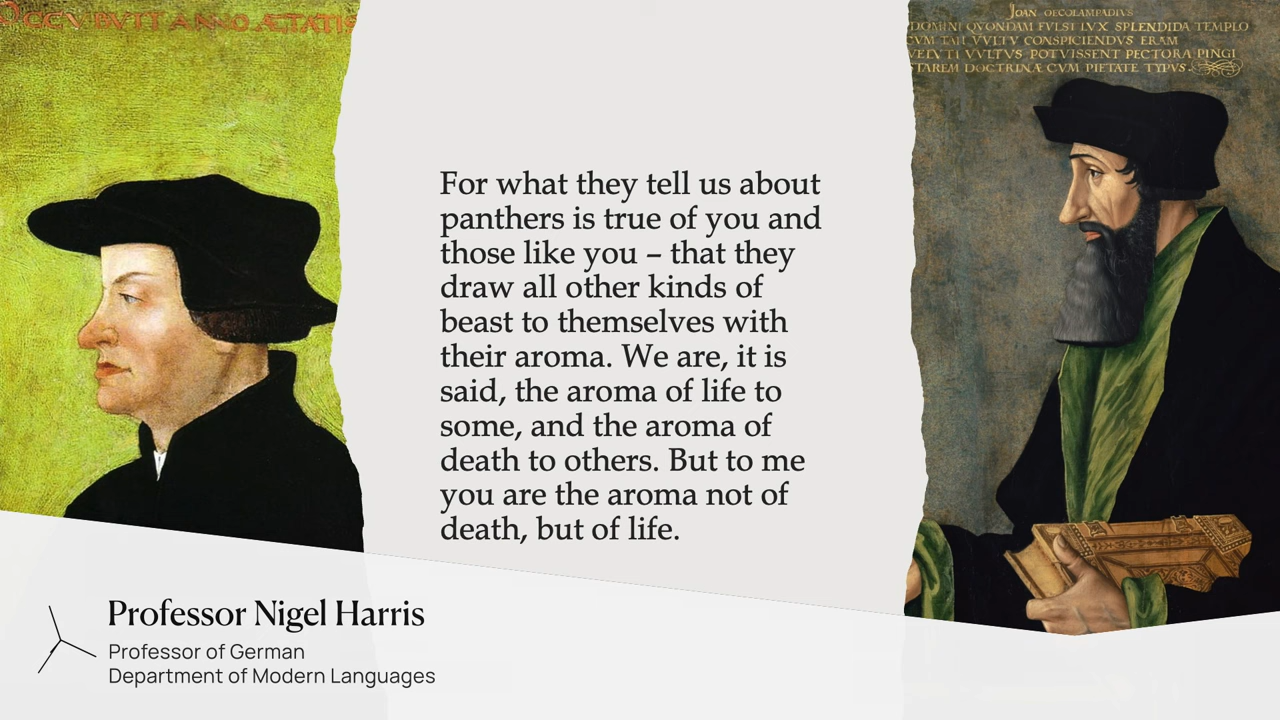 OCCVBVIT ANNO ÆTATIS
IOAN OECOLAMPADIVS
DOMINI QVONDAM FVLSI LVX SPLENDIDA TEMPLO
CVM TALI VVLTV CONSPICIENDVS ERAM
VELVTI VVLTVS POTVISSENT PECTORA PINGI
TAREM DOCTRINÆ CVM PIETATE TYPVS.
For what they tell us about
panthers is true of you and
those like you – that they
draw all other kinds of
beast to themselves with
their aroma. We are, it is
said, the aroma of life to
some, and the aroma of
death to others. But to me
you are the aroma not of
death, but of life.
Professor Nigel Harris
Professor of German
Department of Modern Languages